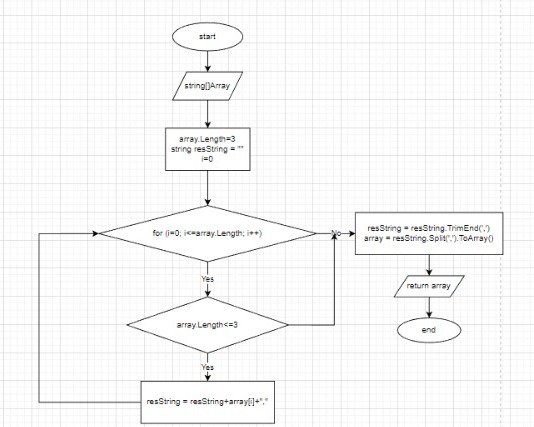 start
string[]Array
array.Length=3
string resString = ""
i=0
for (i=0; i<=array.Length; i++)
No
resString = resString.TrimEnd(',')
array = resString.Split(',').ToArray()
Yes
return array
array.Length<=3
end
Yes
resString = resString+array[i]+","